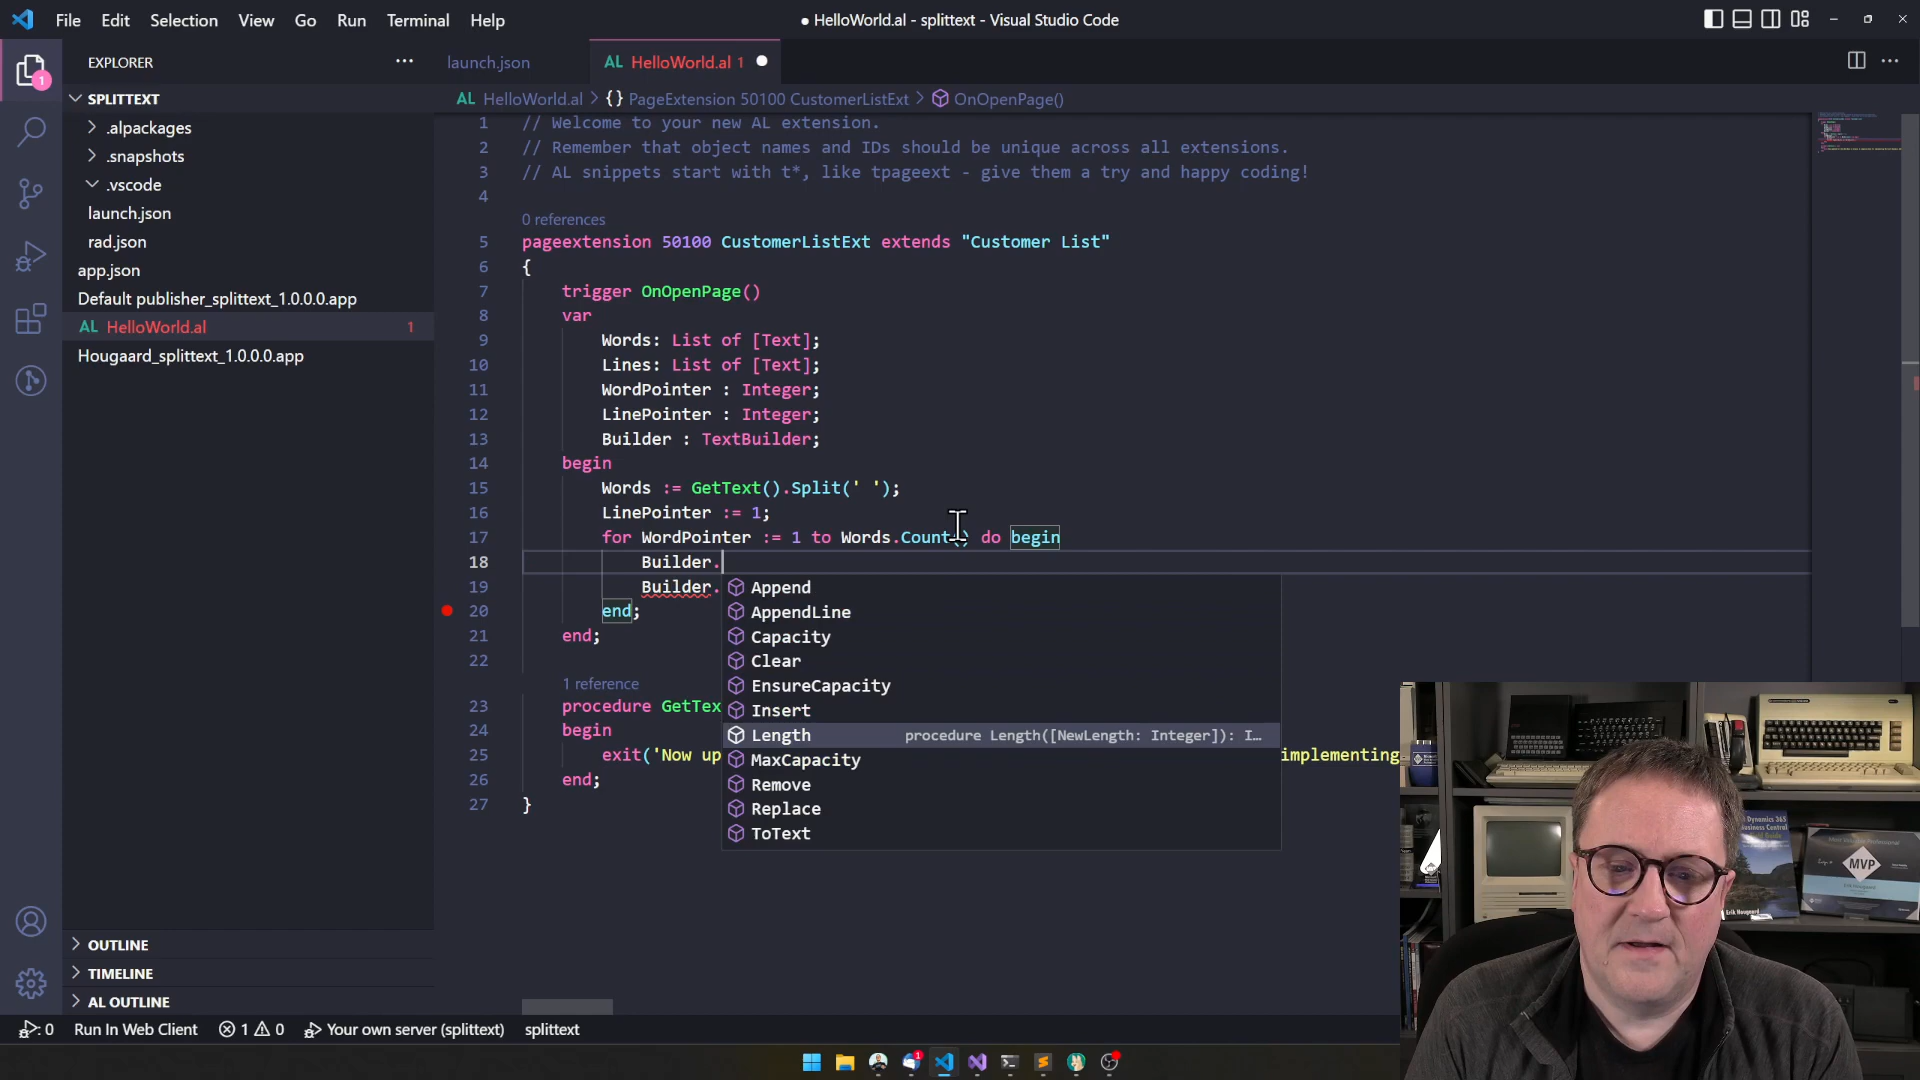 File Edit Selection View Go Run Terminal Help
● HelloWorld.al - splittext - Visual Studio Code
EXPLORER
launch.json
AL HelloWorld.al 1
1
SPLITTEXT
AL HelloWorld.al > {} PageExtension 50100 CustomerListExt > OnOpenPage()
.alpackages
.snapshots
.vscode
launch.json
rad.json
app.json
Default publisher_splittext_1.0.0.0.app
AL HelloWorld.al 1
Hougaard_splittext_1.0.0.0.app
1 // Welcome to your new AL extension.
2 // Remember that object names and IDs should be unique across all extensions.
3 // AL snippets start with t*, like tpageext - give them a try and happy coding!
4
0 references
5 pageextension 50100 CustomerListExt extends "Customer List"
6 {
7 trigger OnOpenPage()
8 var
9 Words: List of [Text];
10 Lines: List of [Text];
11 WordPointer : Integer;
12 LinePointer : Integer;
13 Builder : TextBuilder;
14 begin
15 Words := GetText().Split(' ');
16 LinePointer := 1;
17 for WordPointer := 1 to Words.Count() do begin
18 Builder.
19 Builder.
20 end;
21 end;
22
1 reference
23 procedure GetTex
24 begin
25 exit('Now up implementing
26 end;
27 }
Append
AppendLine
Capacity
Clear
EnsureCapacity
Insert
Length procedure Length([NewLength: Integer]): I…
MaxCapacity
Remove
Replace
ToText
OUTLINE
TIMELINE
AL OUTLINE
0 Run In Web Client 1 0 Your own server (splittext) splittext
1
Dynamics 365
MVP
Erik Hougaard